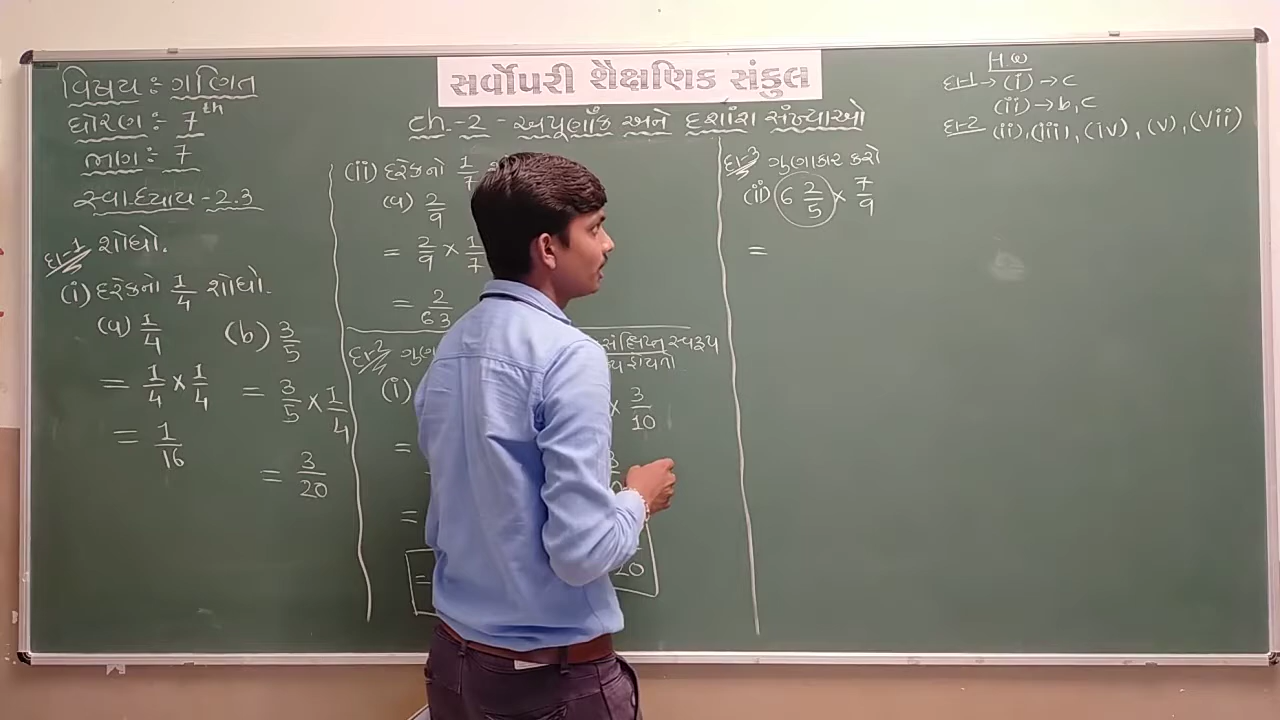 સર્વોપરી શૈક્ષણિક સંકુલ
ch.-2 - અપૂર્ણાંક અને દશાંશ સંખ્યાઓ
વિષય : ગણિત
ધોરણ :- 7th
ભાગ :- 7
સ્વાધ્યાય - 2.3
દા-1 શોધો.
(i) દરેકનો 1/4 શોધો.
(a) 1/4
= 1/4 × 1/4
= 1/16
(b) 3/5
= 3/5 × 1/4
= 3/20
(ii) દરેકનો 1/7
(a) 2/9
= 2/9 × 1/7
= 2/63
દા-2 ગુણ
સંક્ષિપ્ત સ્વરૂપ
(i)
× 3/10
=
=
=
20
દા-3 ગુણાકાર કરો
(ii) 6 2/5 × 7/9
=
H.W
દા-1 → (i) → c
(ii) → b, c
દા-2 (ii), (iii), (iv), (v), (vii)